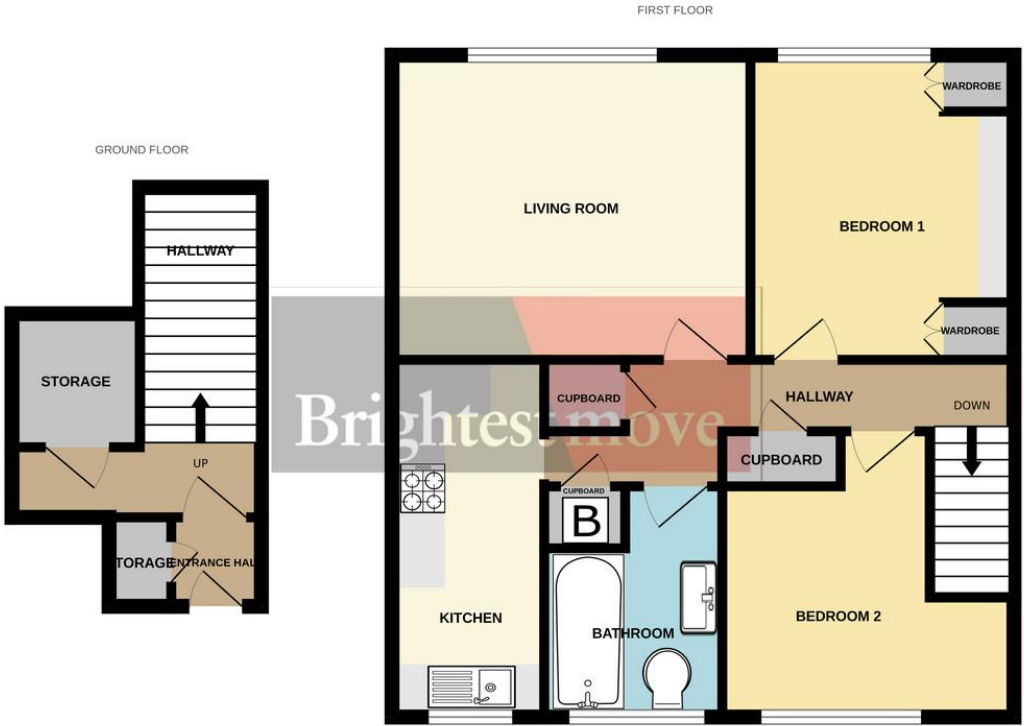 FIRST FLOOR
WARDROBE
GROUND FLOOR
LIVING ROOM
BEDROOM 1
HALLWAY
WARDROBE
STORAGE
CUPBOARD
HALLWAY
DOWN
Brightestmove
UP
CUPBOARD
CUPBOARD
B
TORAGE
ENTRANCE HAL
KITCHEN
BATHROOM
BEDROOM 2